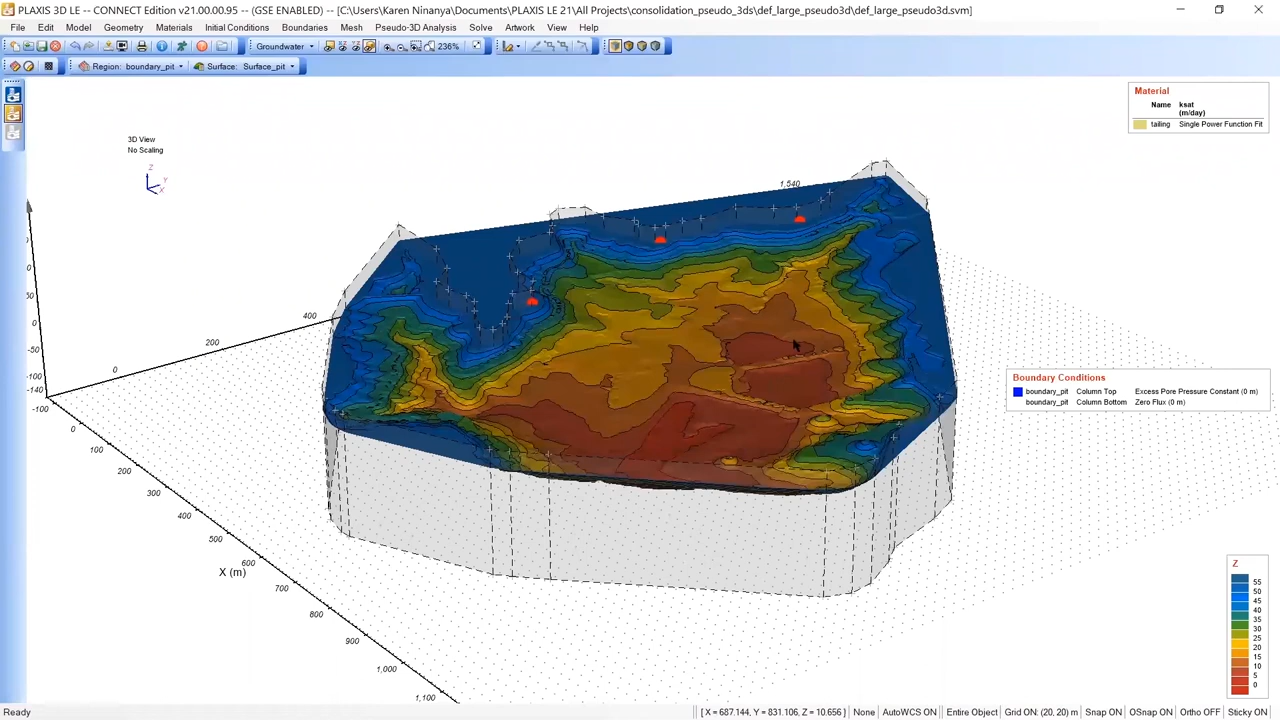 PLAXIS 3D LE -- CONNECT Edition v21.00.00.95 -- (GSE ENABLED) -- [C:\Users\Karen Ninanya\Documents\PLAXIS LE 21\All Projects\consolidation_pseudo_3ds\def_large_pseudo3d\def_large_pseudo3d.svm]
File Edit Model Geometry Materials Initial Conditions Boundaries Mesh Pseudo-3D Analysis Solve Options Artwork View Help
Groundwater 236%
Region: boundary_pit Surface: Surface_pit
Material
Name ksat
(m/day)
tailing Single Power Function Fit
3D View
No Scaling
Z
Y
X
1,540
0
50
0
-50
-100
-140
400
200
0
-100
0
100
200
300
400
500
600
X (m)
700
800
900
1,000
1,100
Boundary Conditions
boundary_pit Column Top Excess Pore Pressure Constant (0 m)
boundary_pit Column Bottom Zero Flux (0 m)
Z
55
50
45
40
35
30
25
20
15
10
5
0
Ready [ X = 687.144, Y = 831.106, Z = 10.656 ] None AutoWCS ON Entire Object Grid ON: (20, 20) m Snap ON OSnap ON Ortho OFF Sticky ON